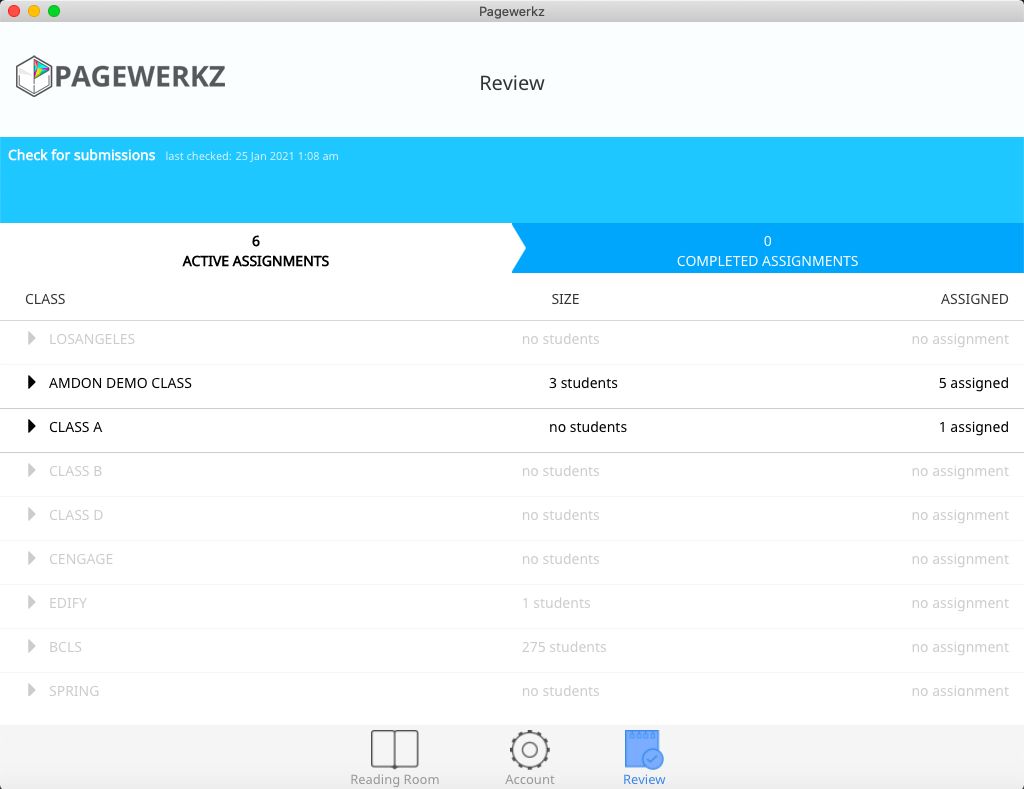 Pagewerkz
PAGEWERKZ
Review
Check for submissions last checked: 25 Jan 2021 1:08 am
6
ACTIVE ASSIGNMENTS
0
COMPLETED ASSIGNMENTS
CLASS SIZE ASSIGNED
LOSANGELES no students no assignment
AMDON DEMO CLASS 3 students 5 assigned
CLASS A no students 1 assigned
CLASS B no students no assignment
CLASS D no students no assignment
CENGAGE no students no assignment
EDIFY 1 students no assignment
BCLS 275 students no assignment
SPRING no students no assignment
Reading Room Account Review